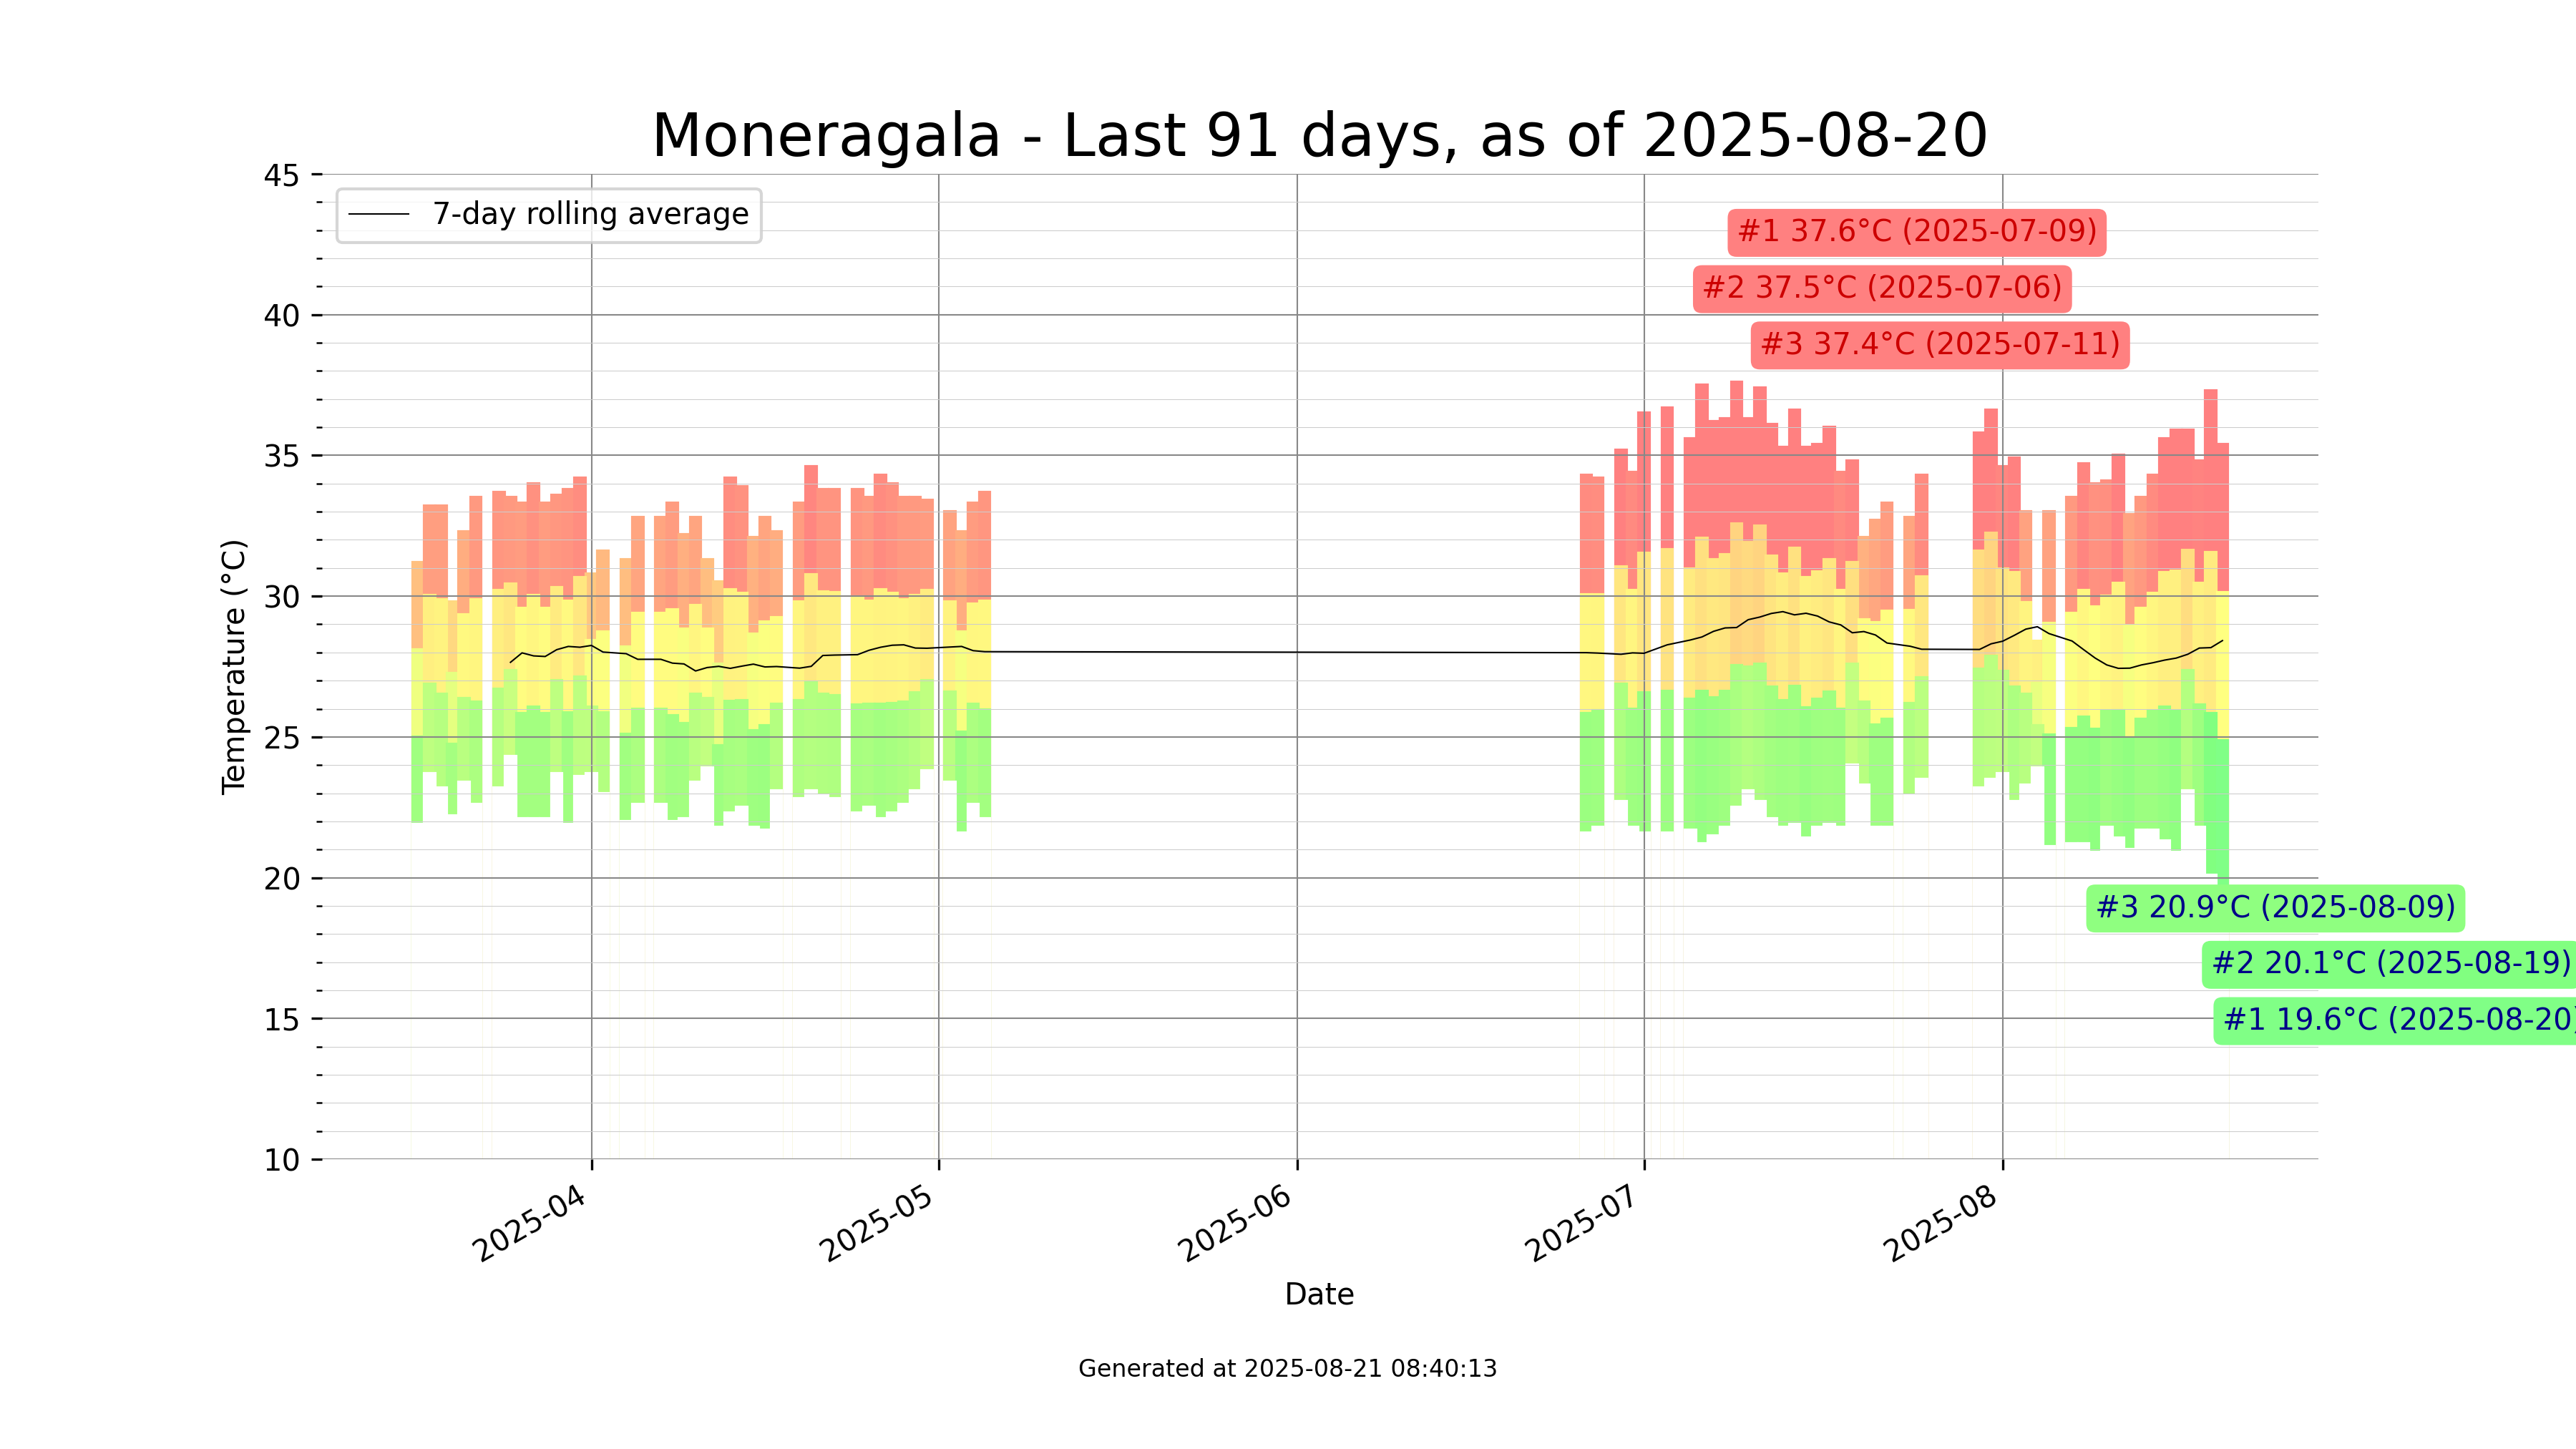 Moneragala - Last 91 days, as of 2025-08-20
7-day rolling average
#1 37.6°C (2025-07-09)
#2 37.5°C (2025-07-06)
#3 37.4°C (2025-07-11)
#3 20.9°C (2025-08-09)
#2 20.1°C (2025-08-19)
#1 19.6°C (2025-08-20)
45
40
35
30
25
20
15
10
Temperature (°C)
2025-04
2025-05
2025-06
2025-07
2025-08
Date
Generated at 2025-08-21 08:40:13